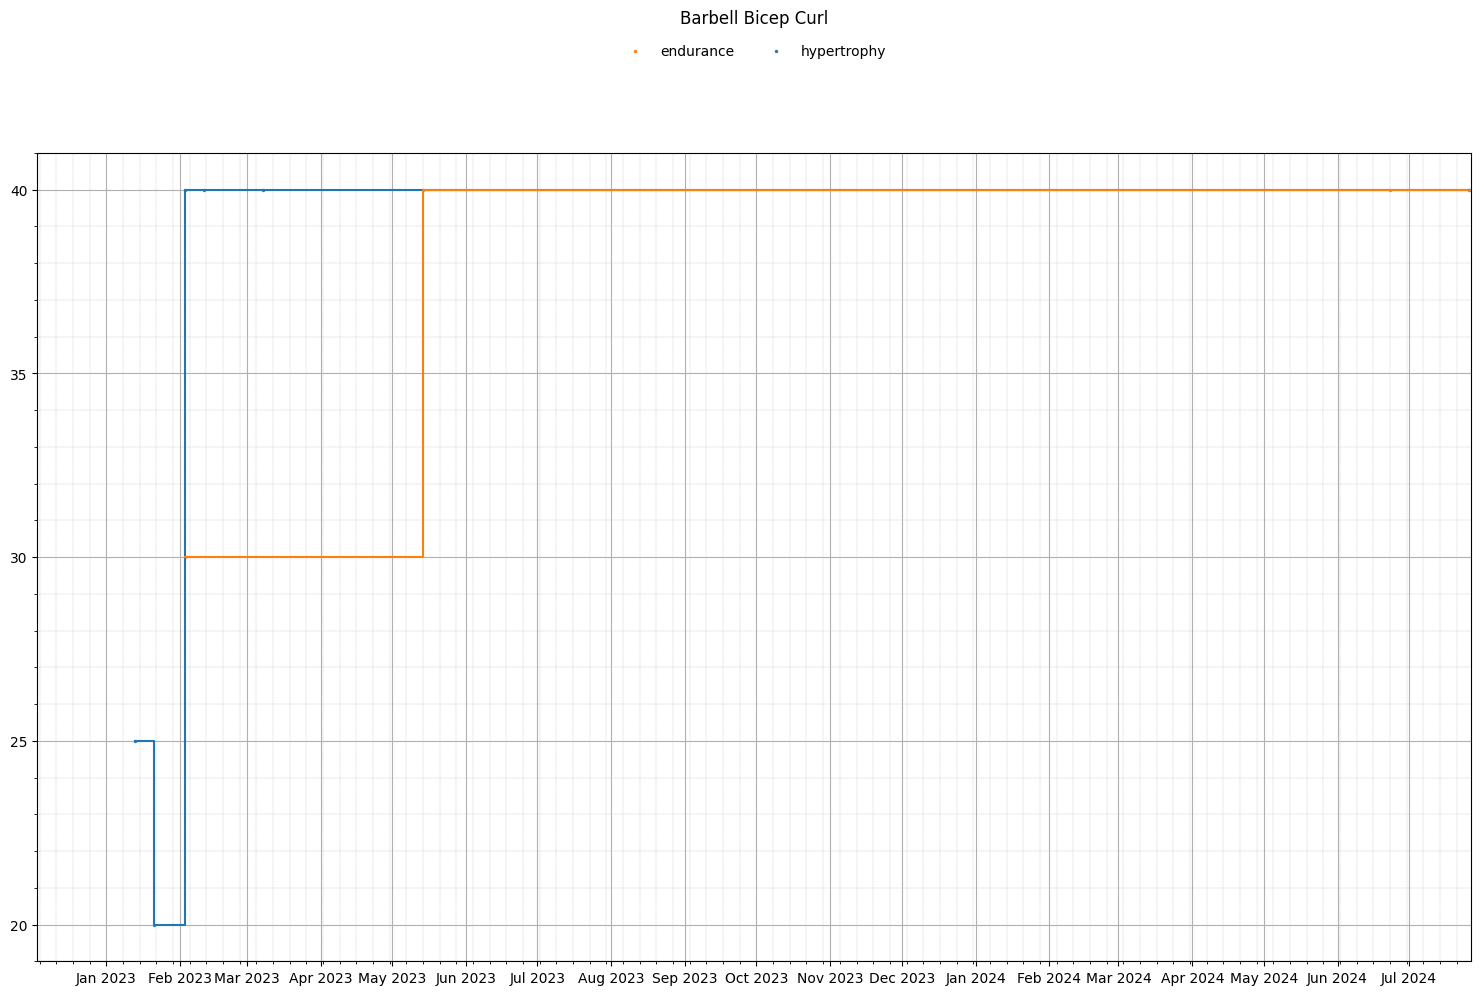 Barbell Bicep Curl
endurance hypertrophy
40
35
30
25
20
Jan 2023 Feb 2023 Mar 2023 Apr 2023 May 2023 Jun 2023 Jul 2023 Aug 2023 Sep 2023 Oct 2023 Nov 2023 Dec 2023 Jan 2024 Feb 2024 Mar 2024 Apr 2024 May 2024 Jun 2024 Jul 2024